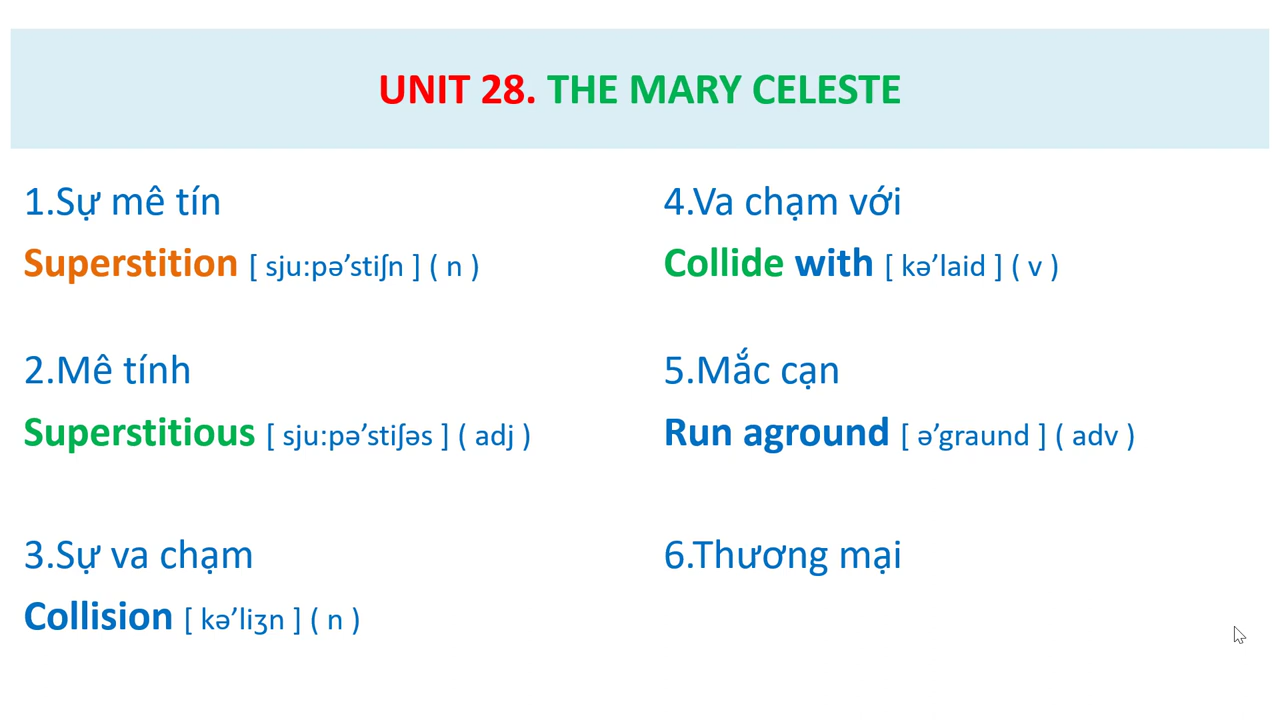 UNIT 28. THE MARY CELESTE
1.Sự mê tín
Superstition [ sju:pə’stiʃn ] ( n )
2.Mê tính
Superstitious [ sju:pə’stiʃəs ] ( adj )
3.Sự va chạm
Collision [ kə’liʒn ] ( n )
4.Va chạm với
Collide with [ kə’laid ] ( v )
5.Mắc cạn
Run aground [ ə’graund ] ( adv )
6.Thương mại